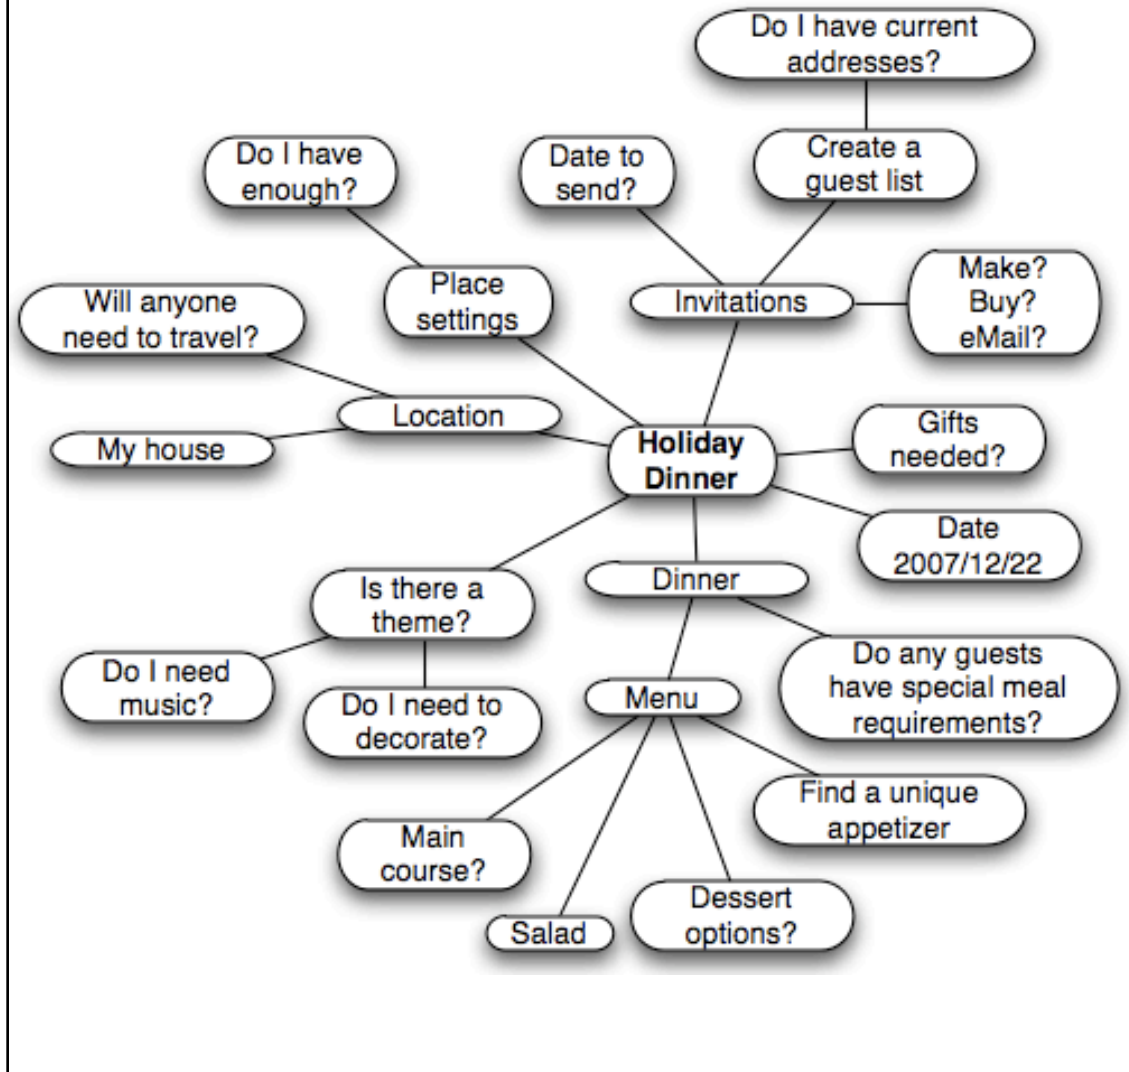 Do I have current
addresses?
Do I have
enough?
Date to
send?
Create a
guest list
Will anyone
need to travel?
Place
settings
Invitations
Make?
Buy?
eMail?
Location
My house
Holiday
Dinner
Gifts
needed?
Date
2007/12/22
Is there a
theme?
Dinner
Do I need
music?
Do I need to
decorate?
Menu
Do any guests
have special meal
requirements?
Find a unique
appetizer
Main
course?
Salad
Dessert
options?